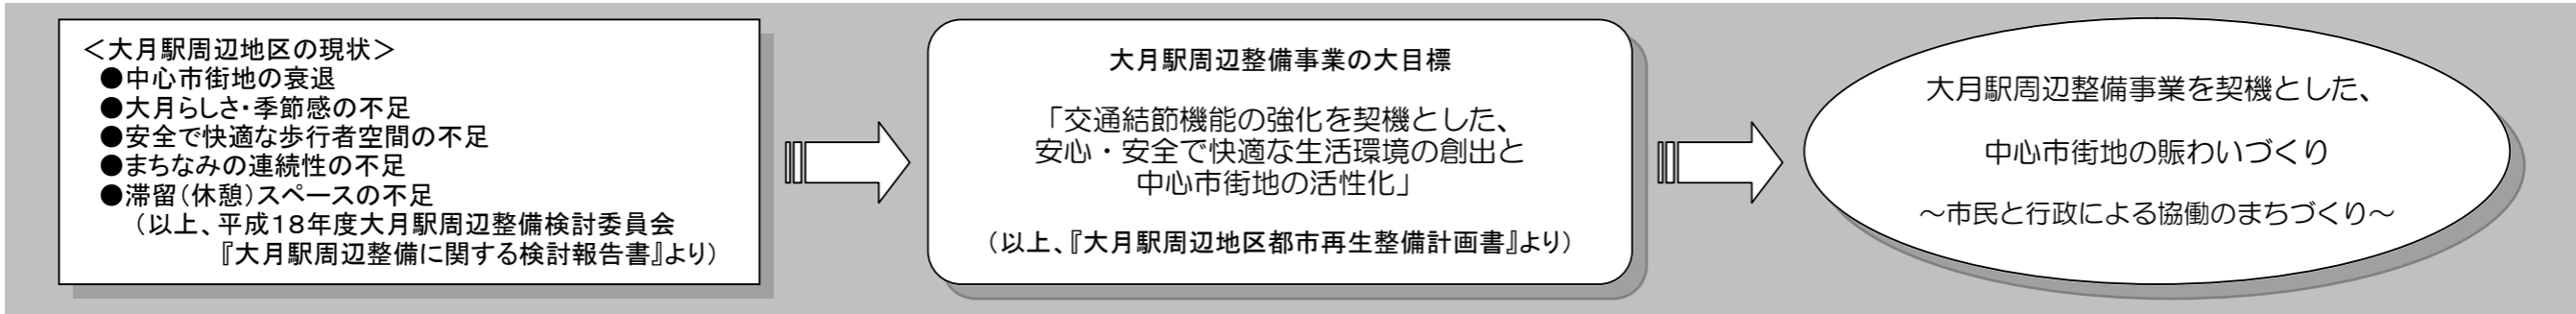 ＜大月駅周辺地区の現状＞
●中心市街地の衰退
●大月らしさ・季節感の不足
●安全で快適な歩行者空間の不足
●まちなみの連続性の不足
●滞留（休憩）スペースの不足
（以上、平成１８年度大月駅周辺整備検討委員会
『大月駅周辺整備に関する検討報告書』より）
大月駅周辺整備事業の大目標
「交通結節機能の強化を契機とした、
安心・安全で快適な生活環境の創出と
中心市街地の活性化」
（以上、『大月駅周辺地区都市再生整備計画書』より）
大月駅周辺整備事業を契機とした、
中心市街地の賑わいづくり
～市民と行政による協働のまちづくり～